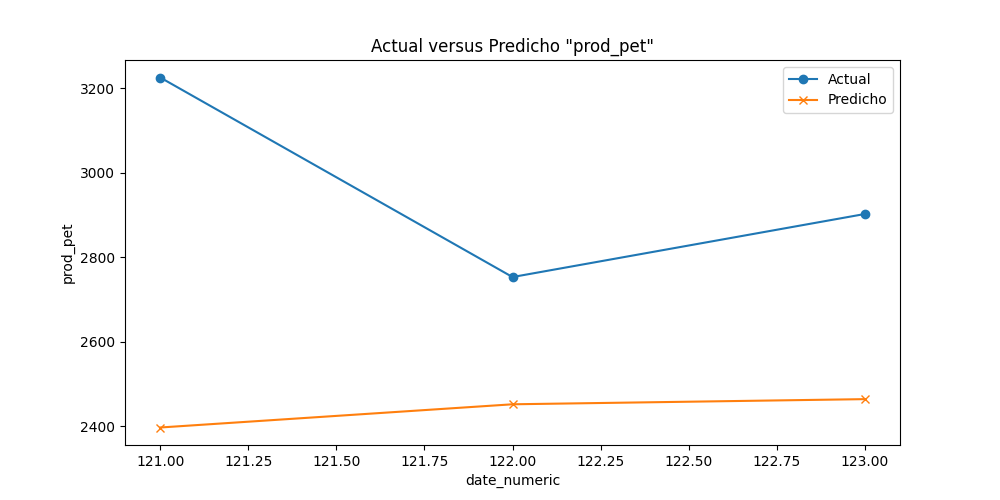 Actual versus Predicho "prod_pet"
Actual
Predicho
3200
3000
2800
2600
2400
prod_pet
121.00 121.25 121.50 121.75 122.00 122.25 122.50 122.75 123.00
date_numeric